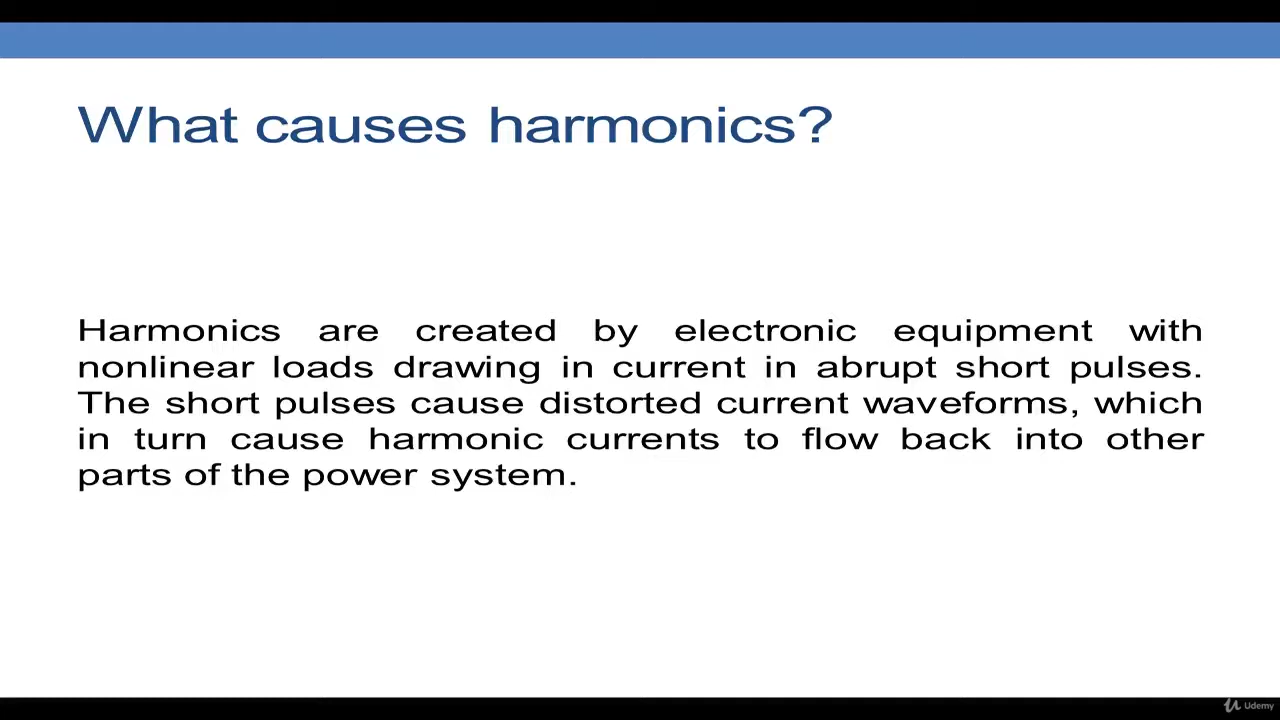 What causes harmonics?
Harmonics are created by electronic equipment with
nonlinear loads drawing in current in abrupt short pulses.
The short pulses cause distorted current waveforms, which
in turn cause harmonic currents to flow back into other
parts of the power system.
Udemy